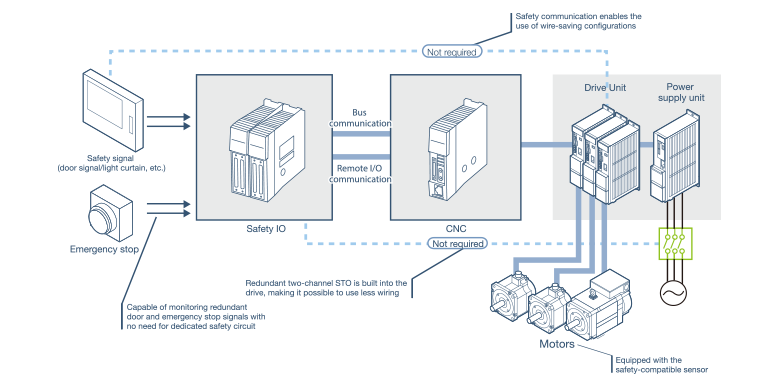 Safety communication enables the
use of wire-saving configurations
Not required
Drive Unit
Power
supply unit
Bus
communication
Remote I/O
communication
Safety signal
(door signal/light curtain, etc.)
Safety IO
CNC
Emergency stop
Not required
Redundant two-channel STO is built into the
drive, making it possible to use less wiring
Capable of monitoring redundant
door and emergency stop signals with
no need for dedicated safety circuit
Motors
Equipped with the
safety-compatible sensor